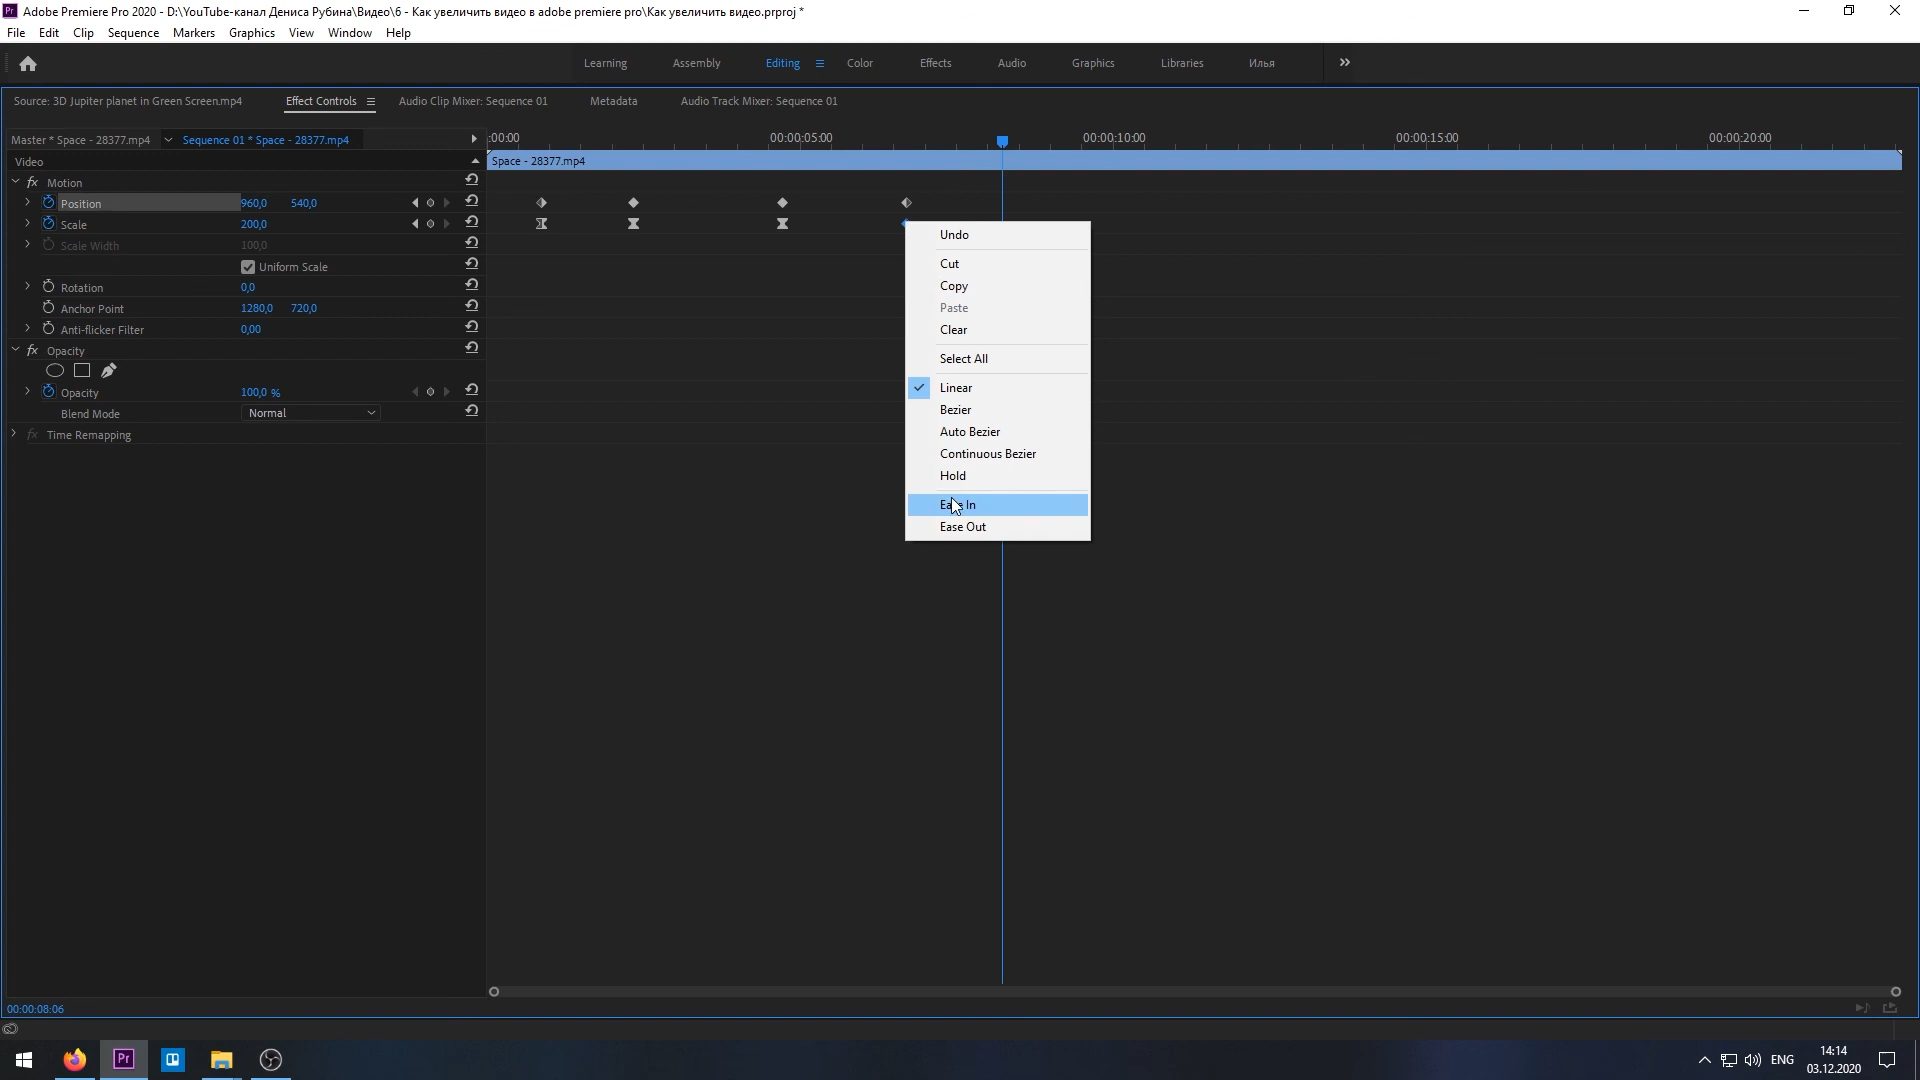 Adobe Premiere Pro 2020 - D:\YouTube-канал Дениса Рубина\Видео\6 - Как увеличить видео в adobe premiere pro\Как увеличить видео.prproj *
File Edit Clip Sequence Markers Graphics View Window Help
Learning Assembly Editing Color Effects Audio Graphics Libraries Илья
Source: 3D Jupiter planet in Green Screen.mp4 Effect Controls Audio Clip Mixer: Sequence 01 Metadata Audio Track Mixer: Sequence 01
Master * Space - 28377.mp4 Sequence 01 * Space - 28377.mp4 :00:00 00:00:05:00 00:00:10:00 00:00:15:00 00:00:20:00
Video Space - 28377.mp4
fx Motion
Position 960,0 540,0
Scale 200,0
Scale Width 100,0
Uniform Scale
Rotation 0,0
Anchor Point 1280,0 720,0
Anti-flicker Filter 0,00
fx Opacity
Opacity 100,0 %
Blend Mode Normal
fx Time Remapping
Undo
Cut
Copy
Paste
Clear
Select All
Linear
Bezier
Auto Bezier
Continuous Bezier
Hold
Ease In
Ease Out
00:00:08:06
Pr ENG 14:14
03.12.2020